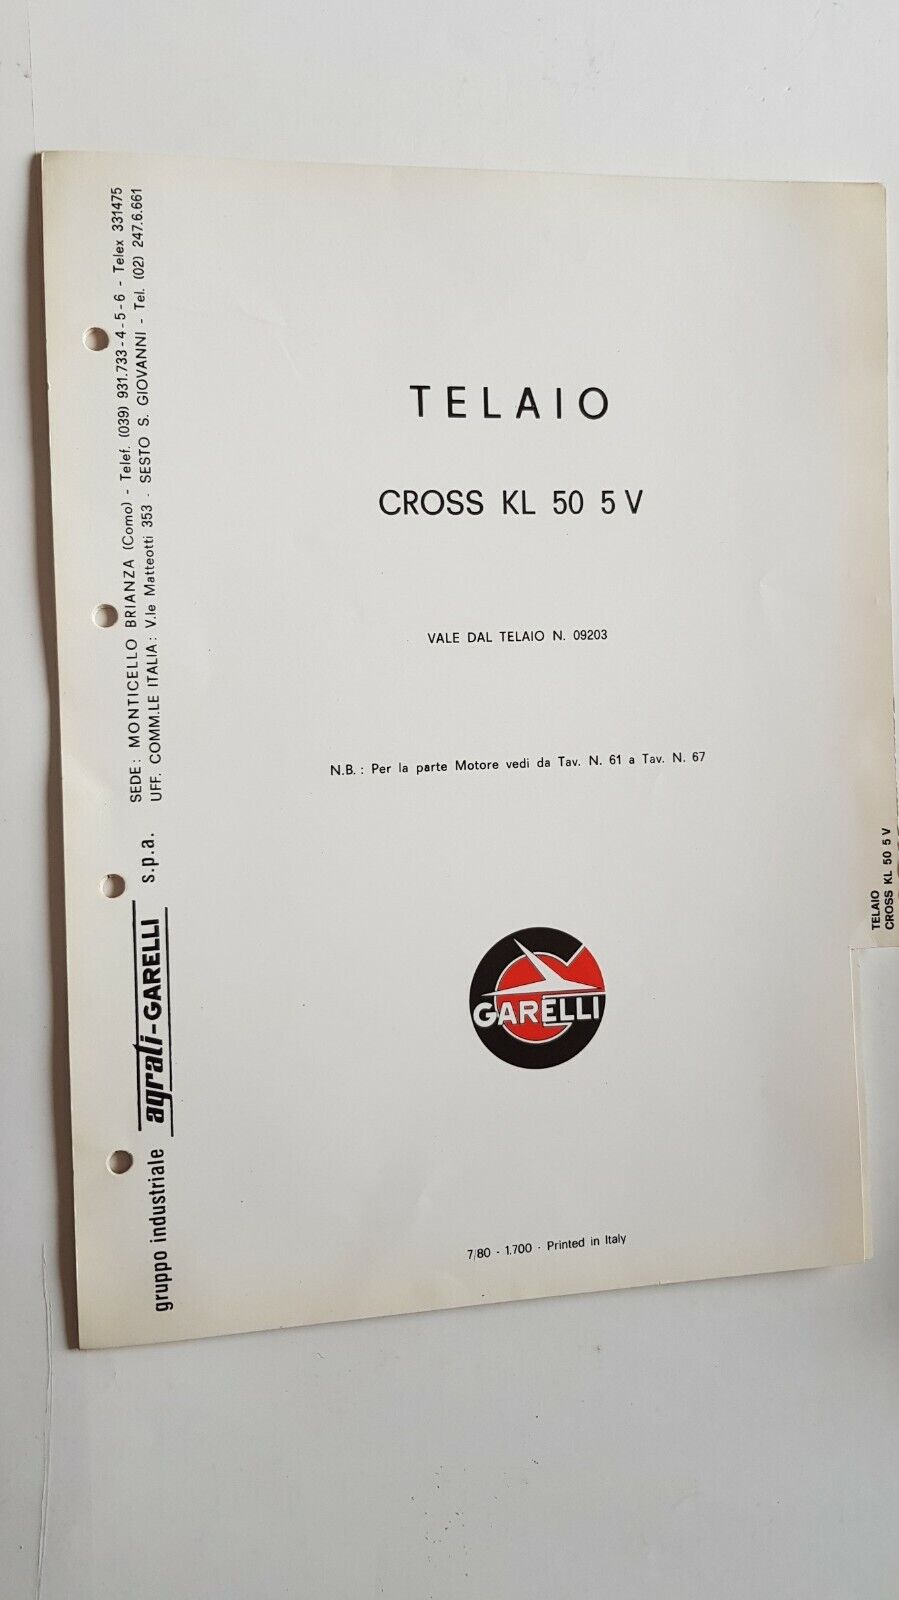 TELAIO
CROSS KL 50 5 V
VALE DAL TELAIO N. 09203
N.B. : Per la parte Motore vedi da Tav. N. 61 a Tav. N. 67
GARELLI
7/80 - 1.700 - Printed in Italy
gruppo industriale agrati-GARELLI s.p.a.
SEDE : MONTICELLO BRIANZA (Como) - Telef. (039) 931.733-4-5-6 - Telex 331475
UFF. COMM.LE ITALIA : V.le Matteotti 353 - SESTO S. GIOVANNI - Tel. (02) 247.6.661
TELAIO
CROSS KL 50 5 V